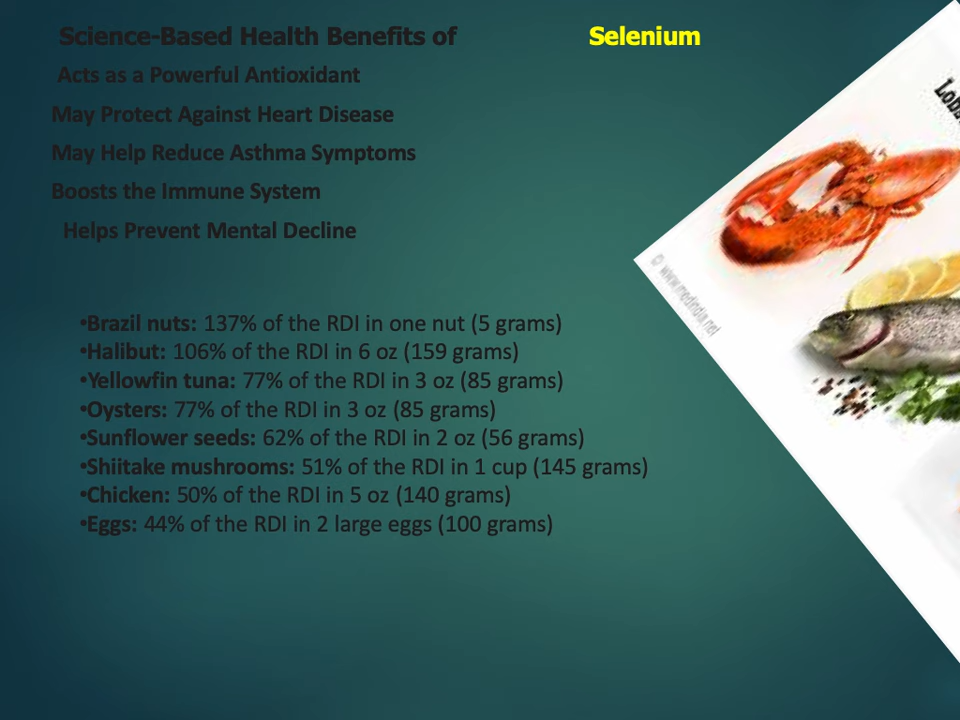 Science-Based Health Benefits of Selenium
Acts as a Powerful Antioxidant
May Protect Against Heart Disease
May Help Reduce Asthma Symptoms
Boosts the Immune System
Helps Prevent Mental Decline
•Brazil nuts: 137% of the RDI in one nut (5 grams)
•Halibut: 106% of the RDI in 6 oz (159 grams)
•Yellowfin tuna: 77% of the RDI in 3 oz (85 grams)
•Oysters: 77% of the RDI in 3 oz (85 grams)
•Sunflower seeds: 62% of the RDI in 2 oz (56 grams)
•Shiitake mushrooms: 51% of the RDI in 1 cup (145 grams)
•Chicken: 50% of the RDI in 5 oz (140 grams)
•Eggs: 44% of the RDI in 2 large eggs (100 grams)
© www.medindia.net